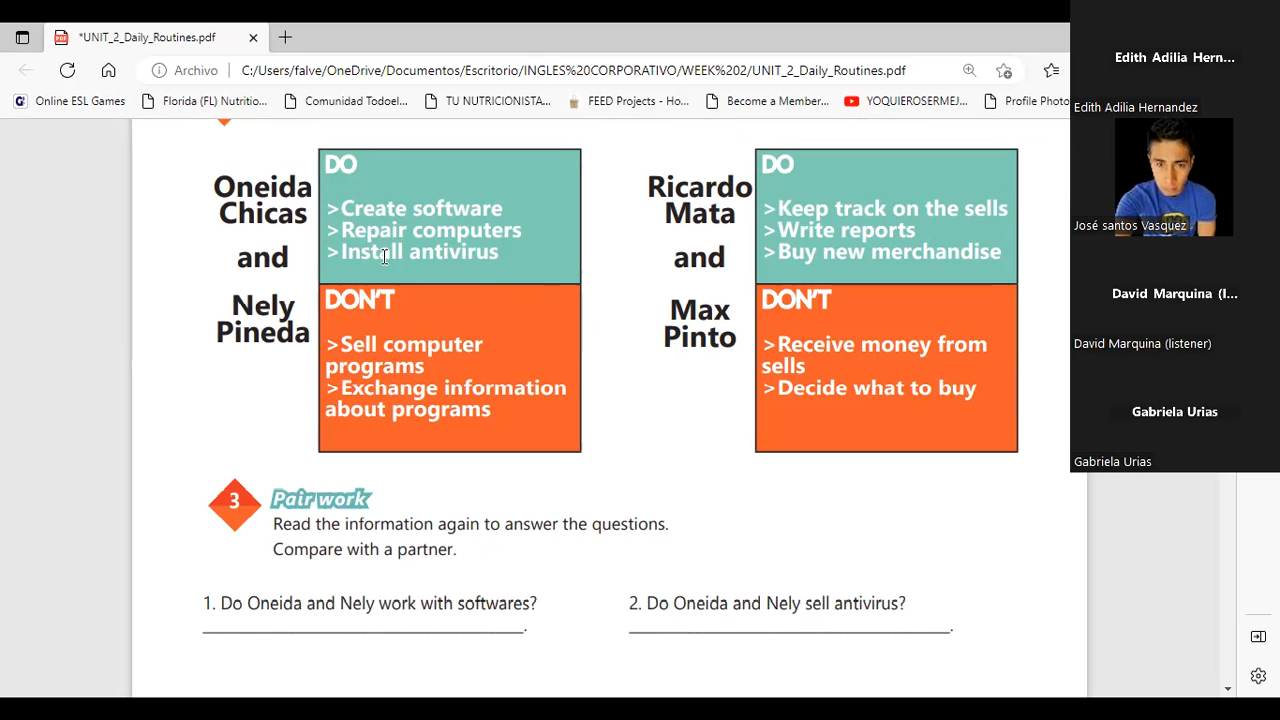 *UNIT_2_Daily_Routines.pdf
Archivo
C:/Users/falve/OneDrive/Documentos/Escritorio/INGLES%20CORPORATIVO/WEEK%202/UNIT_2_Daily_Routines.pdf
Online ESL Games
Florida (FL) Nutritio...
Comunidad Todoel...
TU NUTRICIONISTA...
FEED Projects - Ho...
Become a Member...
YOQUIEROSERMEJ...
Profile Photo
Oneida
Chicas
and
Nely
Pineda
DO
>Create software
>Repair computers
>Install antivirus
DON'T
>Sell computer
programs
>Exchange information
about programs
Ricardo
Mata
and
Max
Pinto
DO
>Keep track on the sells
>Write reports
>Buy new merchandise
DON'T
>Receive money from
sells
>Decide what to buy
3
Pair work
Read the information again to answer the questions.
Compare with a partner.
1. Do Oneida and Nely work with softwares?
______________________________________.
2. Do Oneida and Nely sell antivirus?
______________________________________.
Edith Adilia Hern...
Edith Adilia Hernandez
José santos Vasquez
David Marquina (l...
David Marquina (listener)
Gabriela Urias
Gabriela Urias